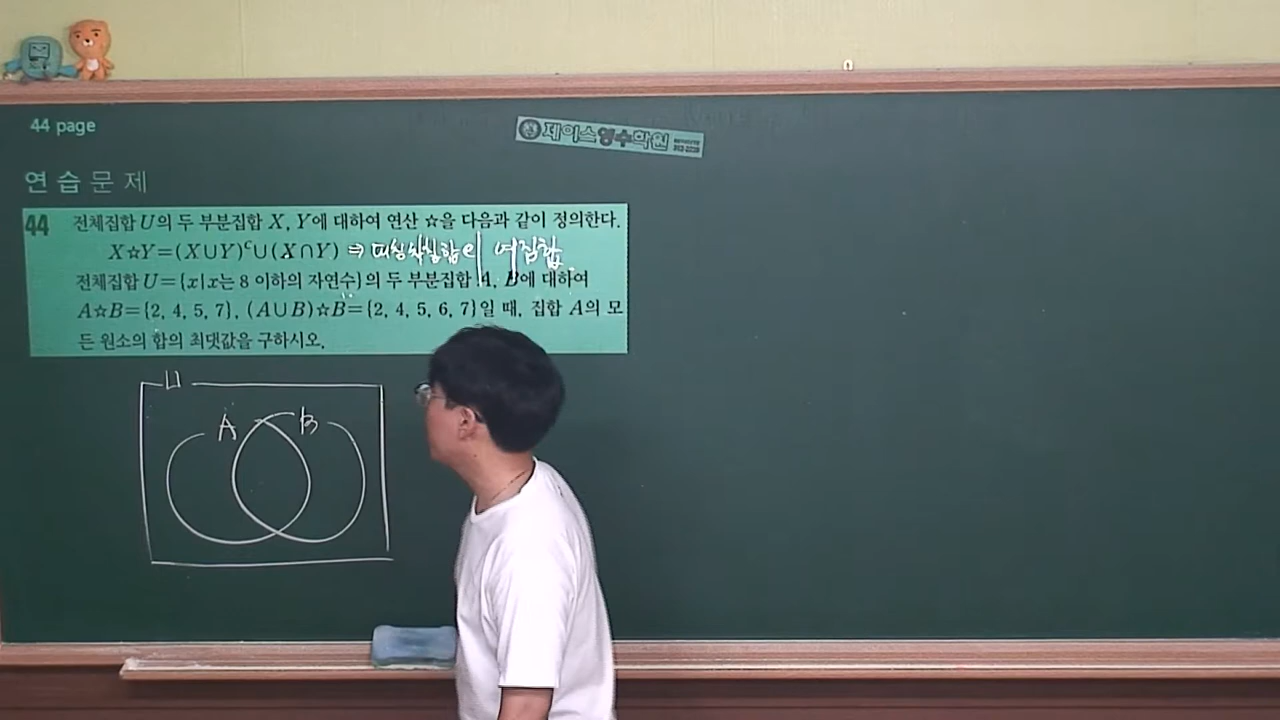 44 page
제이스영수학원
연습문제
44 전체집합 U의 두 부분집합 X, Y에 대하여 연산 ☆을 다음과 같이 정의한다.
X☆Y=(X∪Y)ᶜ∪(X∩Y) ⇒ 대칭차집합의 여집합
전체집합 U={x|x는 8 이하의 자연수}의 두 부분집합 A, B에 대하여
A☆B={2, 4, 5, 7}, (A∪B)☆B={2, 4, 5, 6, 7}일 때, 집합 A의 모
든 원소의 합의 최댓값을 구하시오.
U
A B